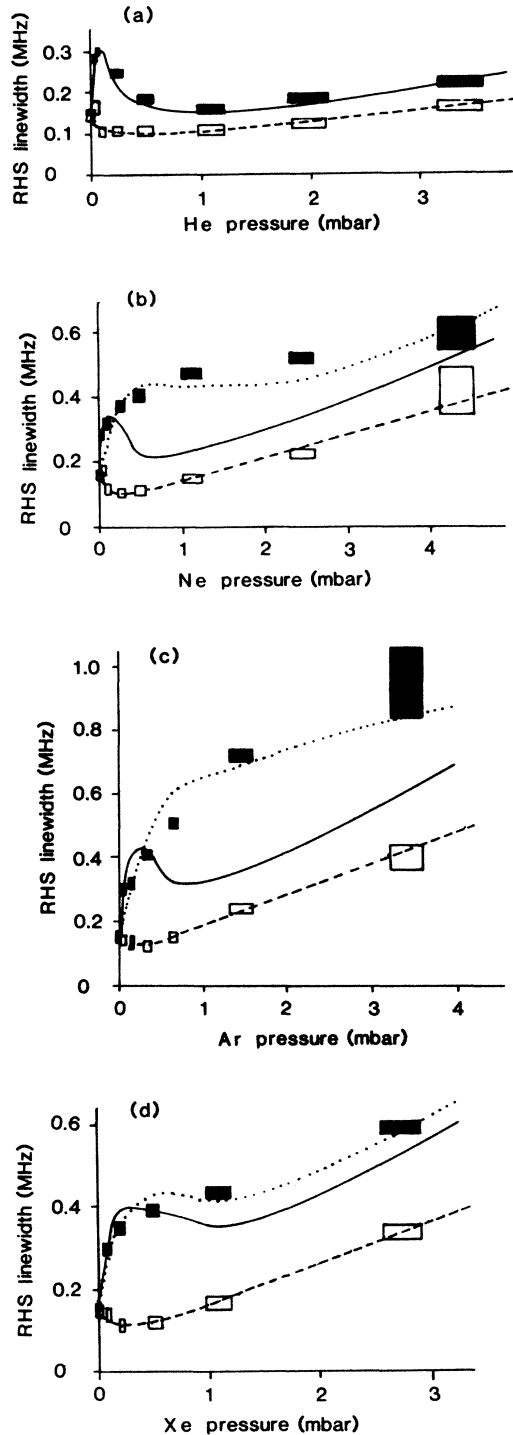 (a)
RHS linewidth (MHz)
0.3
0.2
0.1
0
0 1 2 3
He pressure (mbar)
(b)
RHS linewidth (MHz)
0.6
0.4
0.2
0
0 1 2 3 4
Ne pressure (mbar)
(c)
RHS linewidth (MHz)
1.0
0.8
0.6
0.4
0.2
0
0 1 2 3 4
Ar pressure (mbar)
(d)
RHS linewidth (MHz)
0.6
0.4
0.2
0
0 1 2 3
Xe pressure (mbar)